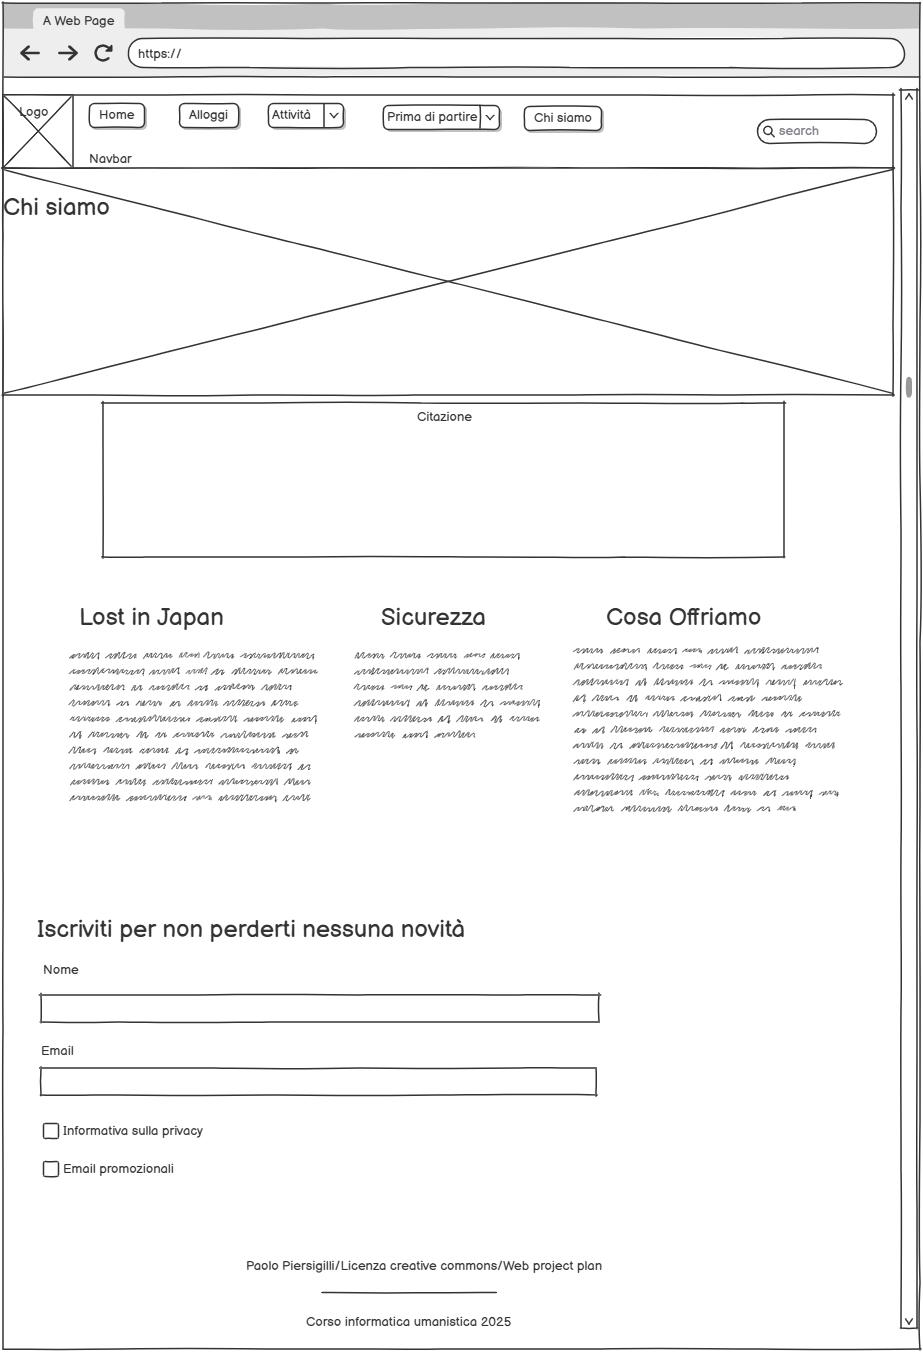 A Web Page
https://
Logo
Home
Alloggi
Attività
Prima di partire
Chi siamo
search
Navbar
Chi siamo
Citazione
Lost in Japan
Sicurezza
Cosa Offriamo
Iscriviti per non perderti nessuna novità
Nome
Email
Informativa sulla privacy
Email promozionali
Paolo Piersigilli/Licenza creative commons/Web project plan
Corso informatica umanistica 2025